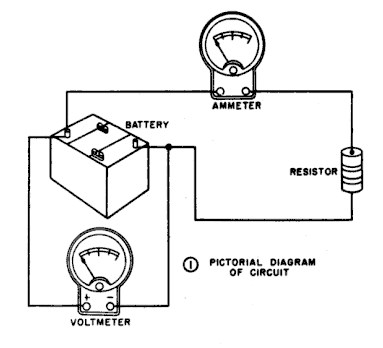 AMMETER
BATTERY
RESISTOR
① PICTORIAL DIAGRAM
OF CIRCUIT
+ −
VOLTMETER